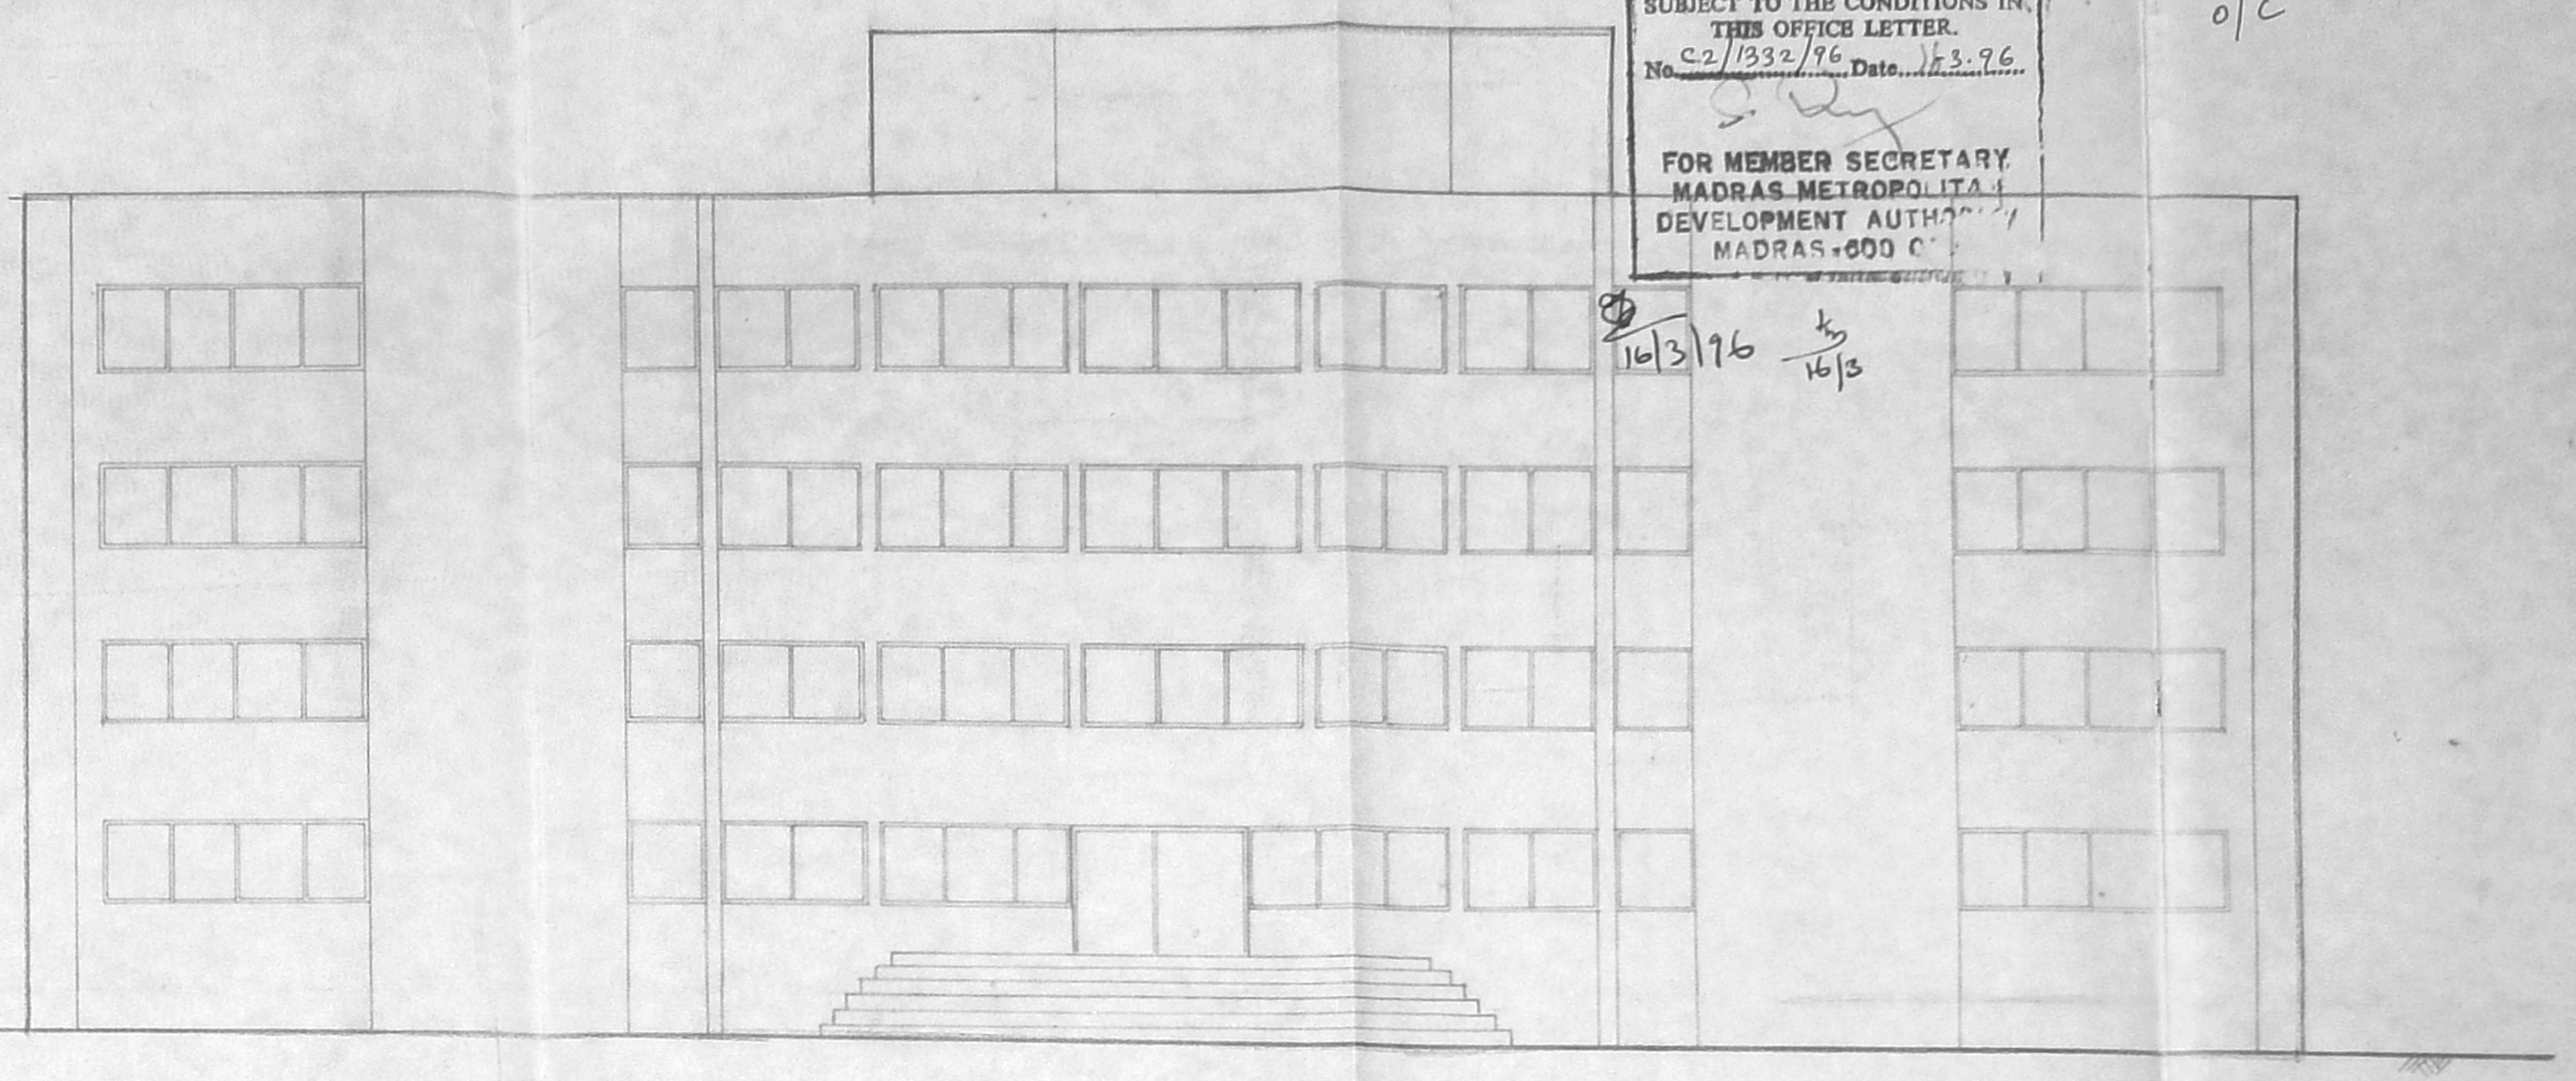 SUBJECT TO THE CONDITIONS IN
THIS OFFICE LETTER.
No C2/1332/96 Date 3.96
FOR MEMBER SECRETARY
MADRAS METROPOLITA
DEVELOPMENT AUTHO
MADRAS-600 0
16/3/96
16/3
O/C